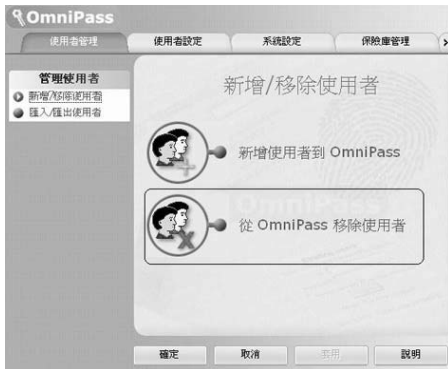 OmniPass
使用者管理
使用者設定
系統設定
保險庫管理
管理使用者
新增/移除使用者
匯入/匯出使用者
新增/移除使用者
新增使用者到 OmniPass
從 OmniPass 移除使用者
確定
取消
套用
說明